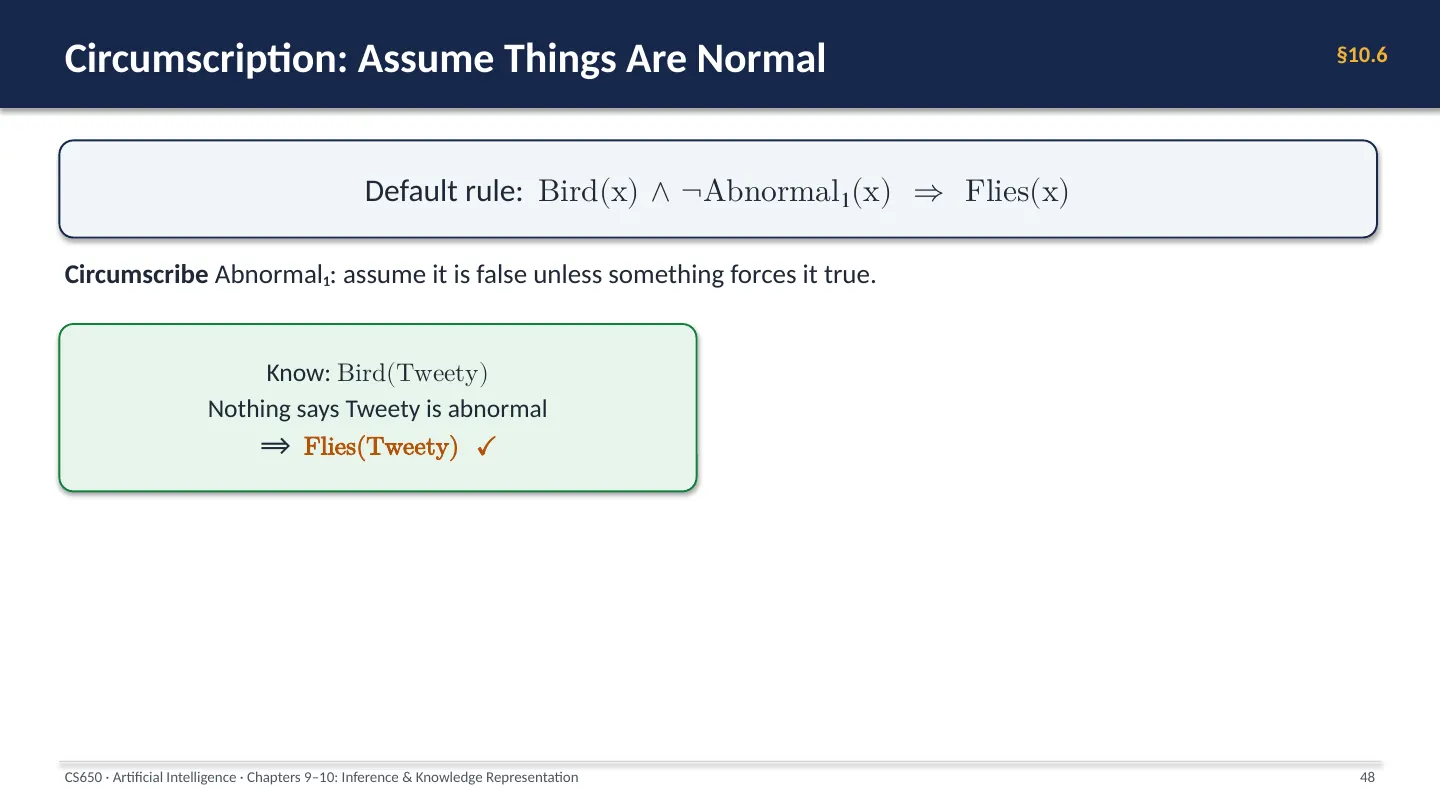 Circumscription: Assume Things Are Normal
§10.6
Default rule: Bird(x) ∧ ¬Abnormal₁(x) ⇒ Flies(x)
Circumscribe Abnormal₁: assume it is false unless something forces it true.
Know: Bird(Tweety)
Nothing says Tweety is abnormal
⟹ Flies(Tweety) ✓
CS650 · Artificial Intelligence · Chapters 9–10: Inference & Knowledge Representation
48